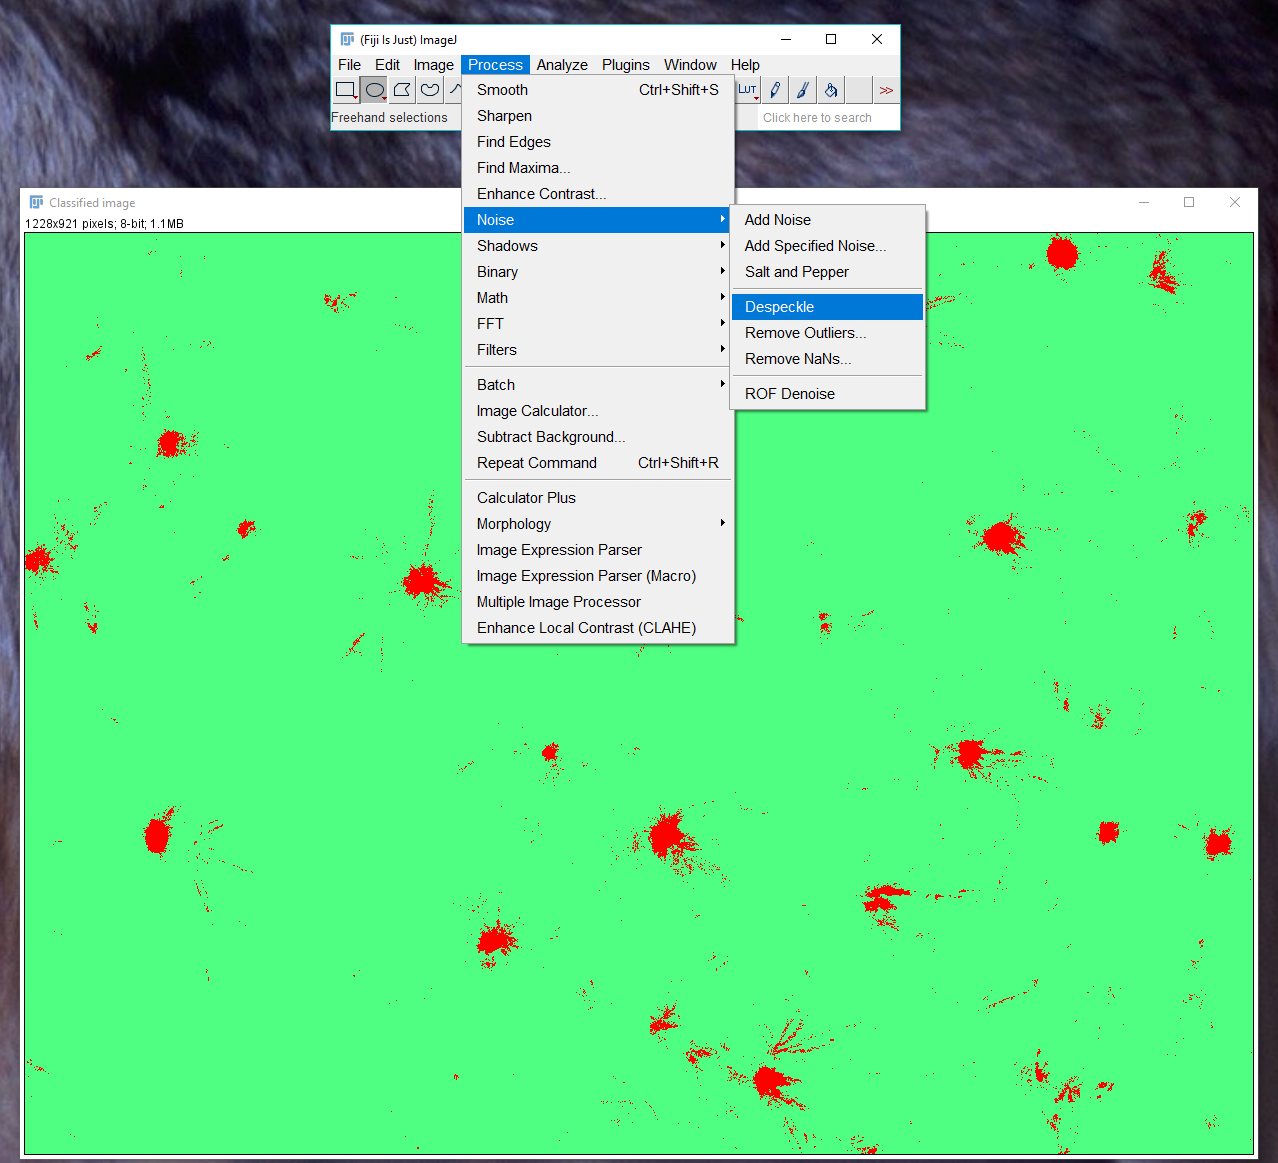 (Fiji Is Just) ImageJ
File Edit Image Process Analyze Plugins Window Help
LUT >>
Freehand selections Click here to search
Smooth Ctrl+Shift+S
Sharpen
Find Edges
Find Maxima...
Enhance Contrast...
Noise
Shadows
Binary
Math
FFT
Filters
Batch
Image Calculator...
Subtract Background...
Repeat Command Ctrl+Shift+R
Calculator Plus
Morphology
Image Expression Parser
Image Expression Parser (Macro)
Multiple Image Processor
Enhance Local Contrast (CLAHE)
Add Noise
Add Specified Noise...
Salt and Pepper
Despeckle
Remove Outliers...
Remove NaNs...
ROF Denoise
Classified image
1228x921 pixels; 8-bit; 1.1MB